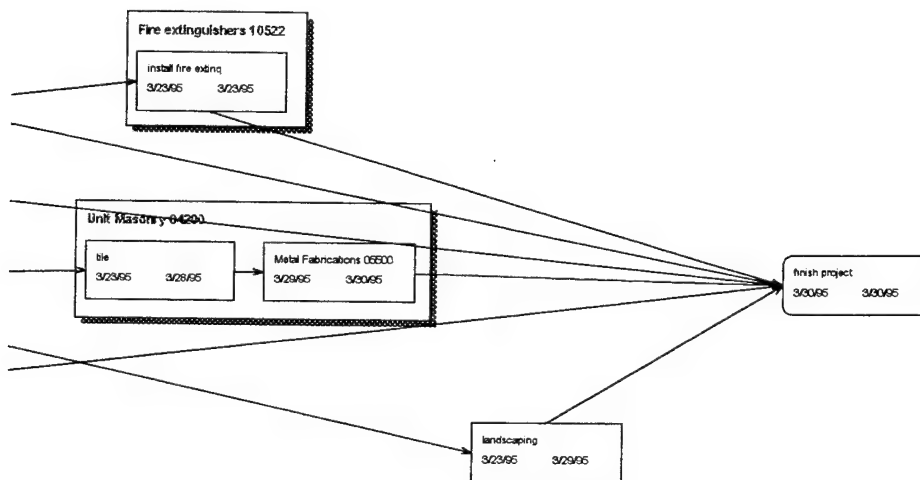 Fire extinguishers 10522
install fire exting
3/23/95 3/23/95
Unit Masonry 04200
tile
3/23/95 3/28/95
Metal Fabrications 05500
3/29/95 3/30/95
finish project
3/30/95 3/30/95
landscaping
3/23/95 3/29/95